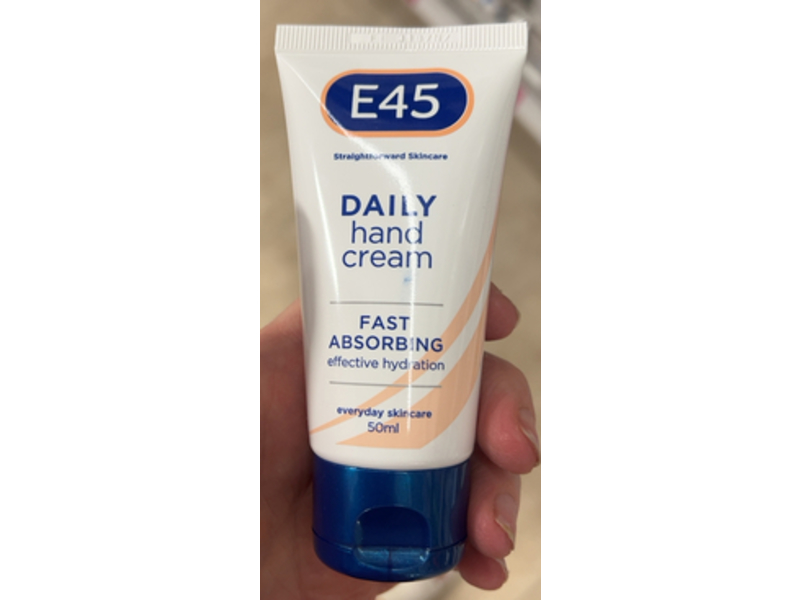 E45
Straightforward Skincare
DAILY
hand
cream
FAST
ABSORBING
effective hydration
everyday skincare
50ml